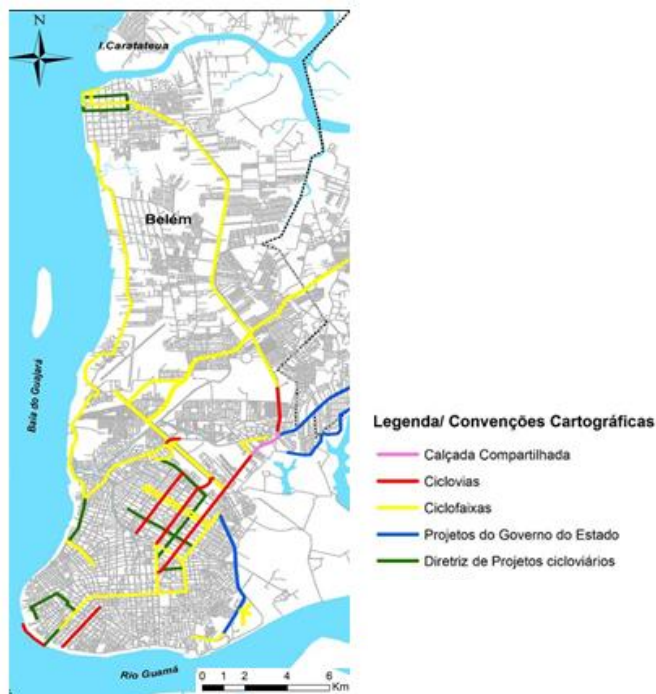 N
I.Caratateua
Belém
Baía do Guajará
Rio Guamá
0 1 2 4 6
Km
Legenda/ Convenções Cartográficas
Calçada Compartilhada
Ciclovias
Ciclofaixas
Projetos do Governo do Estado
Diretriz de Projetos cicloviários